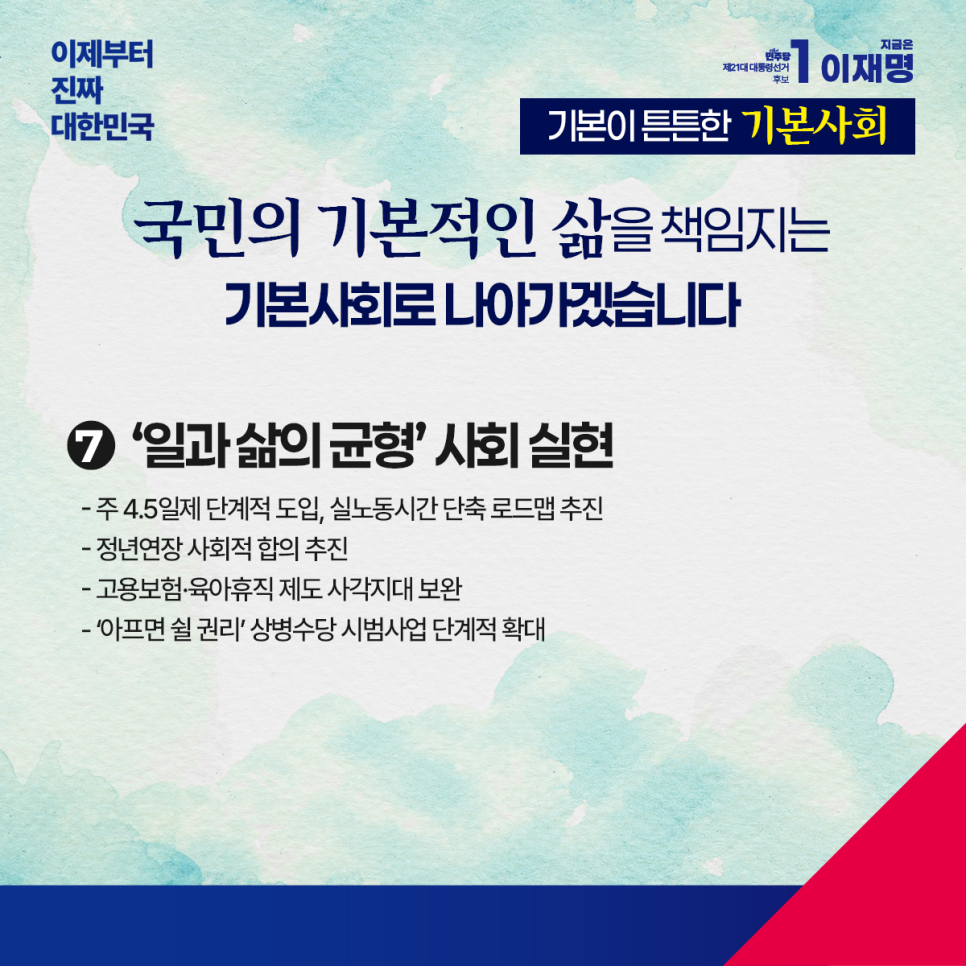 이제부터
진짜
대한민국
지금은
더불어민주당
제21대 대통령선거
후보
1 이재명
기본이 튼튼한 기본사회
국민의 기본적인 삶을 책임지는
기본사회로 나아가겠습니다
7 ‘일과 삶의 균형’ 사회 실현
- 주 4.5일제 단계적 도입, 실노동시간 단축 로드맵 추진
- 정년연장 사회적 합의 추진
- 고용보험·육아휴직 제도 사각지대 보완
- ‘아프면 쉴 권리’ 상병수당 시범사업 단계적 확대